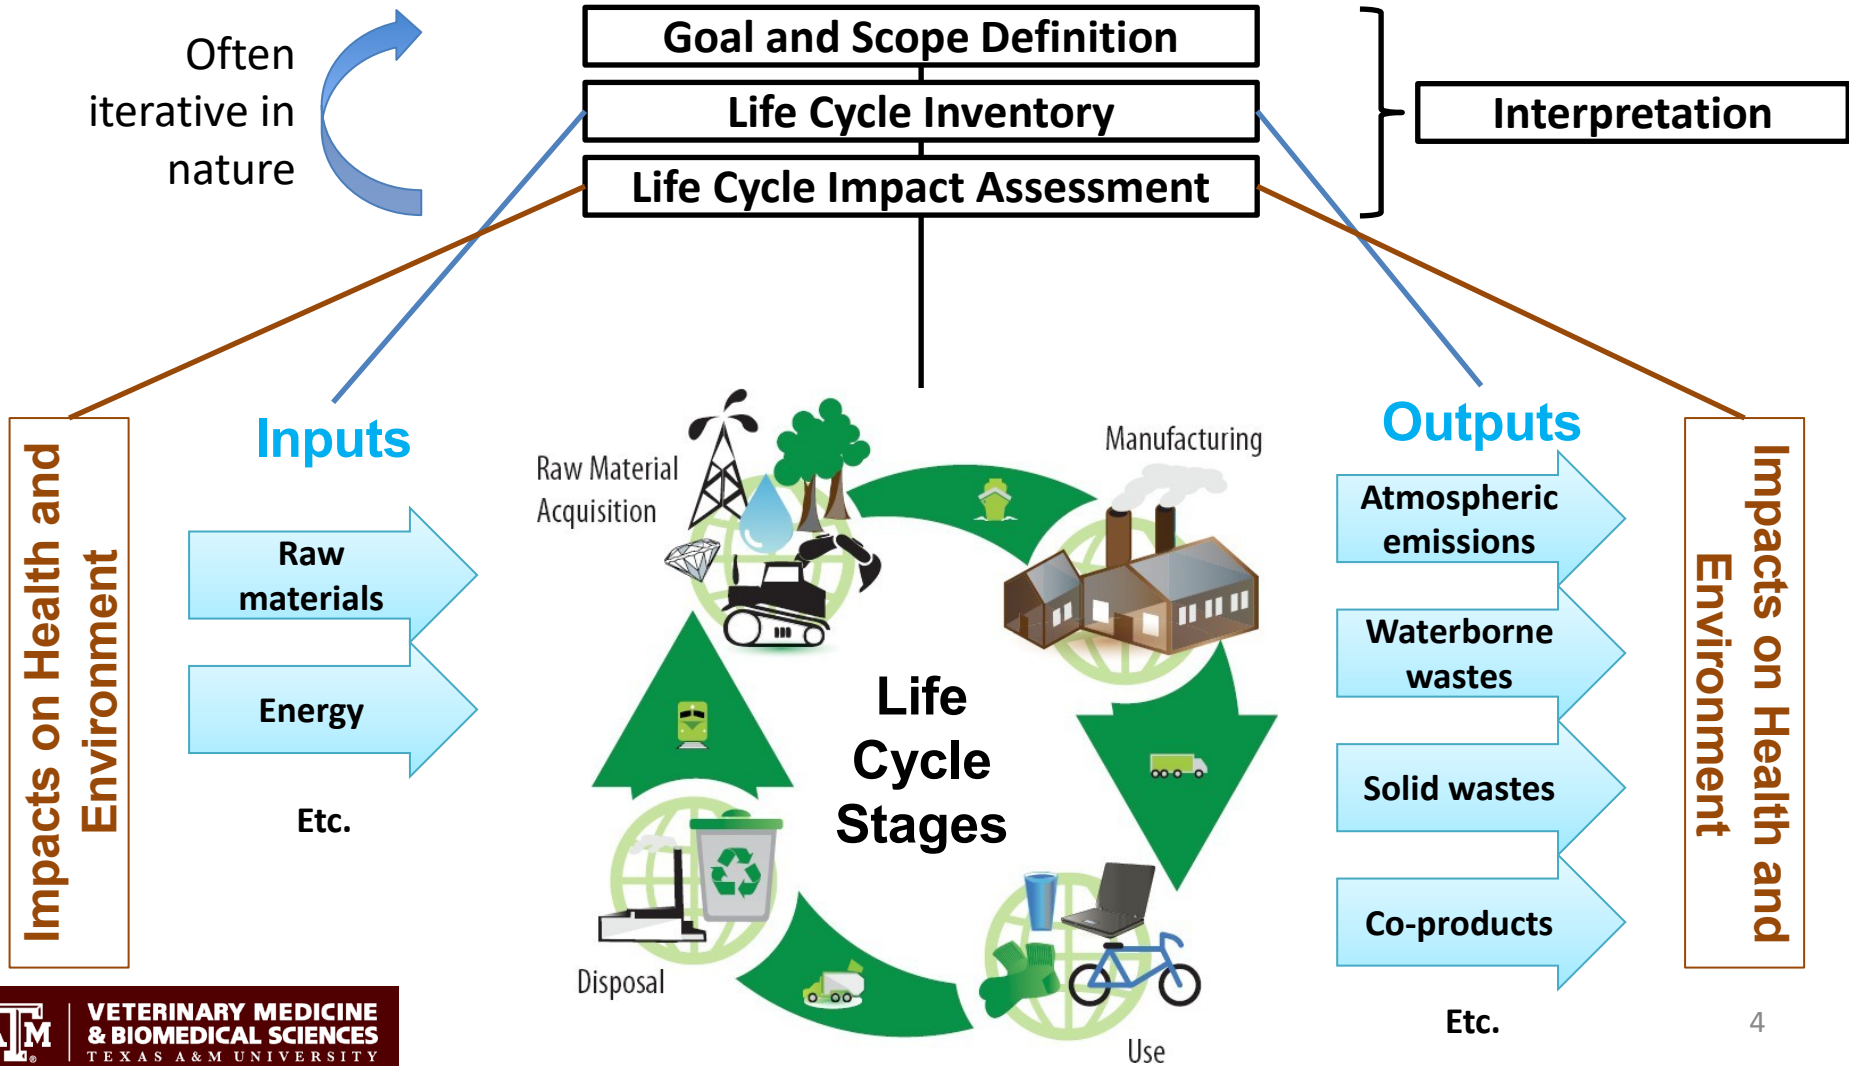 Often
iterative in
nature
Goal and Scope Definition
Life Cycle Inventory
Life Cycle Impact Assessment
Interpretation
Impacts on Health and
Environment
Inputs
Raw
materials
Energy
Etc.
Raw Material
Acquisition
Manufacturing
Life
Cycle
Stages
Disposal
Use
Outputs
Atmospheric
emissions
Waterborne
wastes
Solid wastes
Co-products
Etc.
Impacts on Health and
Environment
ATM
VETERINARY MEDICINE
& BIOMEDICAL SCIENCES
TEXAS A&M UNIVERSITY
4